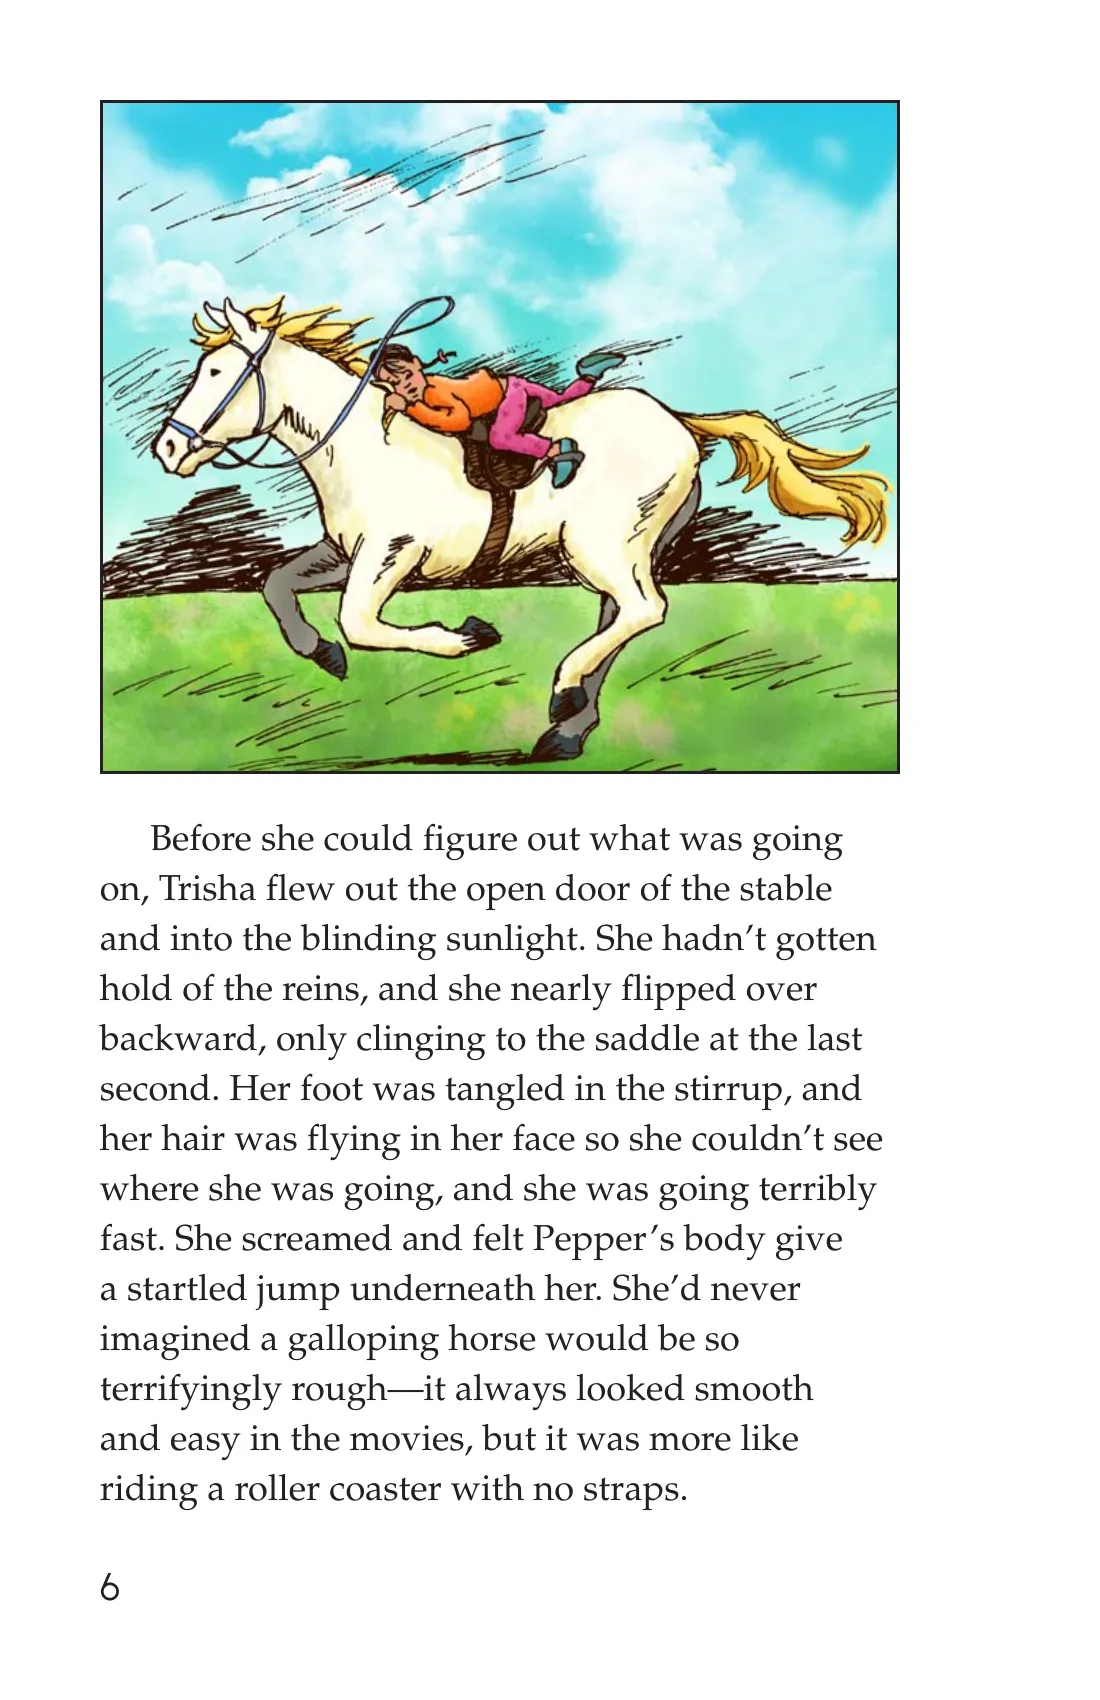 Before she could figure out what was going
on, Trisha flew out the open door of the stable
and into the blinding sunlight. She hadn’t gotten
hold of the reins, and she nearly flipped over
backward, only clinging to the saddle at the last
second. Her foot was tangled in the stirrup, and
her hair was flying in her face so she couldn’t see
where she was going, and she was going terribly
fast. She screamed and felt Pepper’s body give
a startled jump underneath her. She’d never
imagined a galloping horse would be so
terrifyingly rough—it always looked smooth
and easy in the movies, but it was more like
riding a roller coaster with no straps.
6